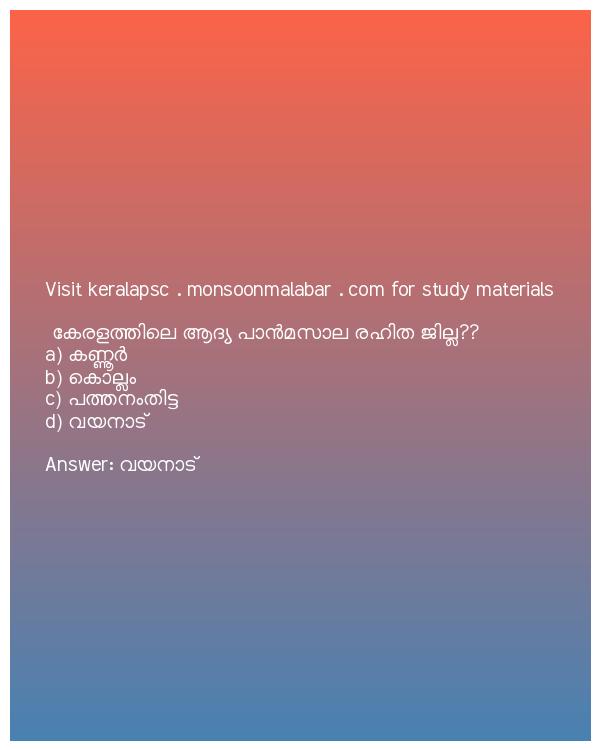 Visit keralapsc . monsoonmalabar . com for study materials
കേരളത്തിലെ ആദ്യ പാൻമസാല രഹിത ജില്ല??
a) കണ്ണൂർ
b) കൊല്ലം
c) പത്തനംതിട്ട
d) വയനാട്
Answer: വയനാട്